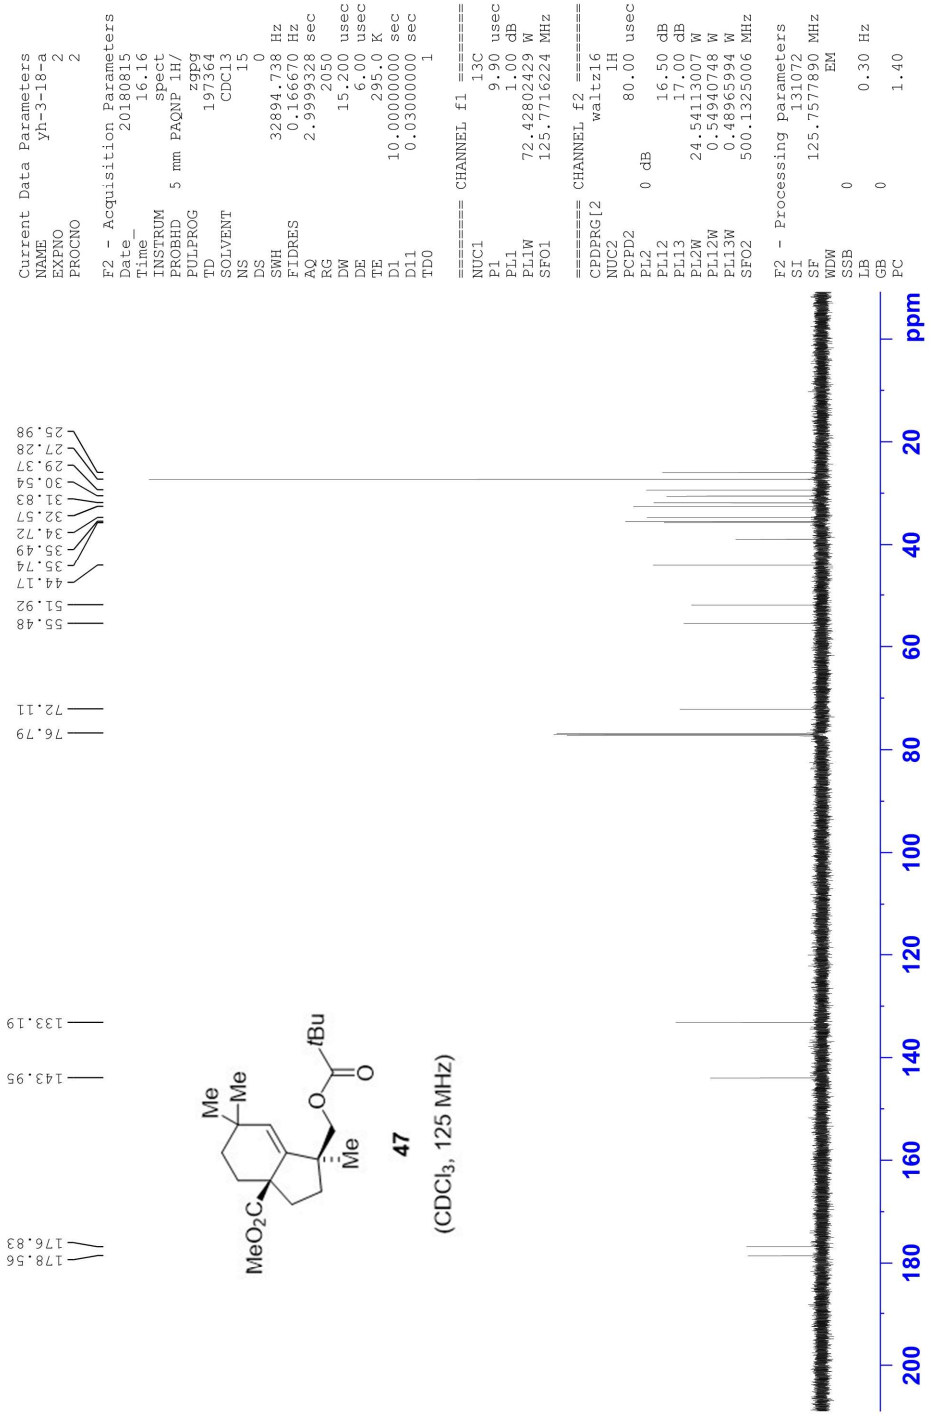 Current Data Parameters
NAME yh-3-18-a
EXPNO 2
PROCNO 2
F2 - Acquisition Parameters
Date_ 20180815
Time_ 16.16
INSTRUM spect
PROBHD 5 mm PAQNP 1H/
PULPROG zgpg
TD 197364
SOLVENT CDCl3
NS 15
DS 0
SWH 32894.738 Hz
FIDRES 0.166670 Hz
AQ 2.9999328 sec
RG 2050
DW 15.200 usec
DE 6.00 usec
TE 295.0 K
D1 10.00000000 sec
D11 0.03000000 sec
TD0 1
======== CHANNEL f1 ========
NUC1 13C
P1 9.90 usec
PL1 1.00 dB
PL1W 72.42802429 W
SFO1 125.7716224 MHz
======== CHANNEL f2 ========
CPDPRG[2 waltz16
NUC2 1H
PCPD2 80.00 usec
PL2 0 dB
PL12 16.50 dB
PL13 17.00 dB
PL2W 24.54113007 W
PL12W 0.54940748 W
PL13W 0.48965994 W
SFO2 500.1325006 MHz
F2 - Processing parameters
SI 131072
SF 125.7577890 MHz
WDW EM
SSB 0
LB 0.30 Hz
GB 0
PC 1.40
178.56
176.83
143.95
133.19
76.79
72.11
55.48
51.92
44.17
35.74
35.49
34.72
32.57
31.83
30.54
29.37
27.28
25.98
MeO2C
Me
Me
Me
O
O
tBu
47
(CDCl3, 125 MHz)
200 180 160 140 120 100 80 60 40 20 ppm